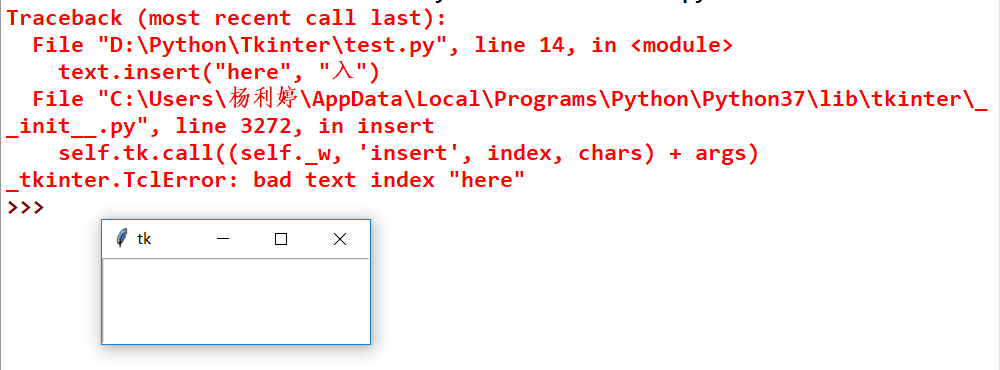 Traceback (most recent call last):
  File "D:\Python\Tkinter\test.py", line 14, in <module>
    text.insert("here", "入")
  File "C:\Users\杨利婷\AppData\Local\Programs\Python\Python37\lib\tkinter\_
_init__.py", line 3272, in insert
    self.tk.call((self._w, 'insert', index, chars) + args)
_tkinter.TclError: bad text index "here"
>>>
tk